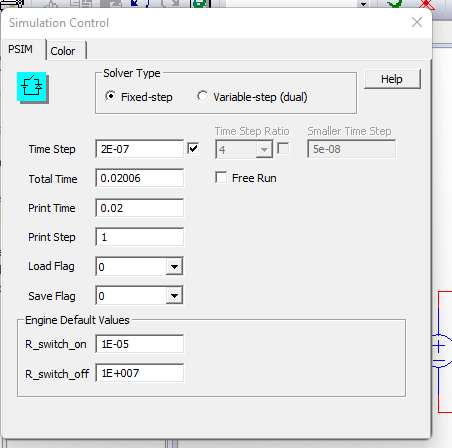 Simulation Control
PSIM Color
Solver Type
Fixed-step Variable-step (dual) Help
Time Step Ratio Smaller Time Step
Time Step 2E-07 4 5e-08
Total Time 0.02006 Free Run
Print Time 0.02
Print Step 1
Load Flag 0
Save Flag 0
Engine Default Values
R_switch_on 1E-05
R_switch_off 1E+007